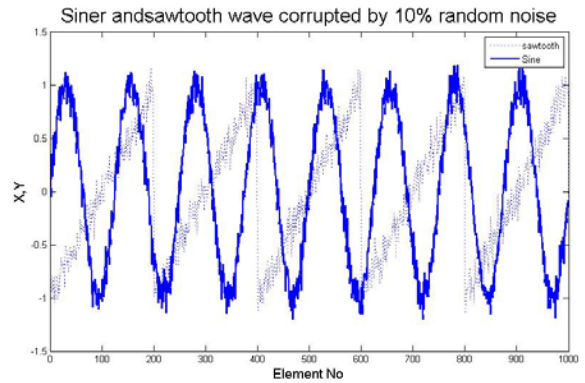 Siner andsawtooth wave corrupted by 10% random noise
1.5
sawtooth
Sine
1
0.5
X,Y
0
-0.5
-1
-1.5
0 100 200 300 400 500 600 700 800 900 1000
Element No